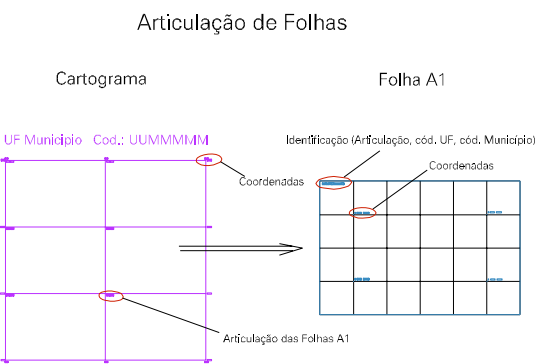 Articulação de Folhas
Cartograma
Folha A1
UF Municipio Cod.: UUMMMMM
Identificação (Articulação, cód. UF, cód. Município)
Coordenadas
Coordenadas
Articulação das Folhas A1